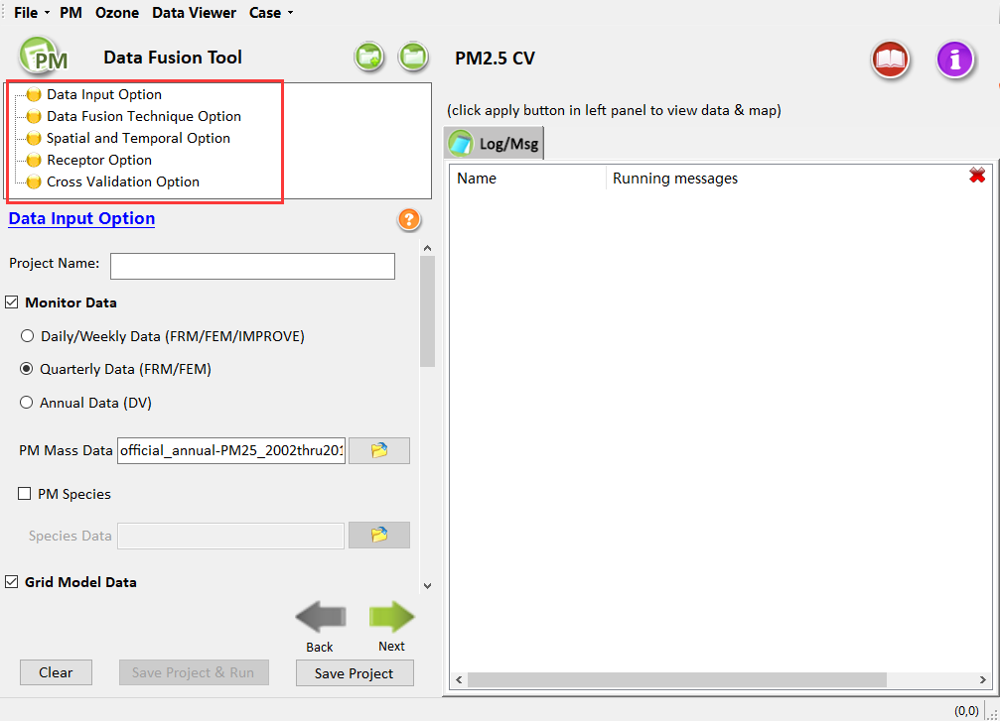 File PM Ozone Data Viewer Case
PM
Data Fusion Tool
Data Input Option
Data Fusion Technique Option
Spatial and Temporal Option
Receptor Option
Cross Validation Option
Data Input Option
?
Project Name:
Monitor Data
Daily/Weekly Data (FRM/FEM/IMPROVE)
Quarterly Data (FRM/FEM)
Annual Data (DV)
PM Mass Data official_annual-PM25_2002thru201
PM Species
Species Data
Grid Model Data
Back Next
Clear Save Project & Run Save Project
PM2.5 CV
i
(click apply button in left panel to view data & map)
Log/Msg
Name Running messages
(0,0)